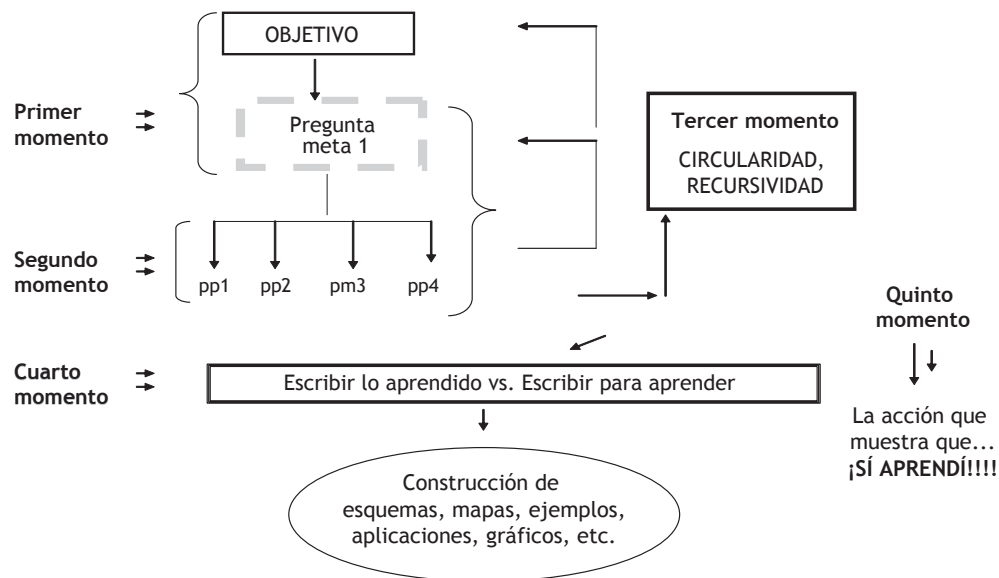 OBJETIVO
Primer
momento
Pregunta
meta 1
Tercer momento
CIRCULARIDAD,
RECURSIVIDAD
Segundo
momento
pp1 pp2 pm3 pp4
Quinto
momento
Cuarto
momento
Escribir lo aprendido vs. Escribir para aprender
La acción que
muestra que...
¡SÍ APRENDÍ!!!!
Construcción de
esquemas, mapas, ejemplos,
aplicaciones, gráficos, etc.